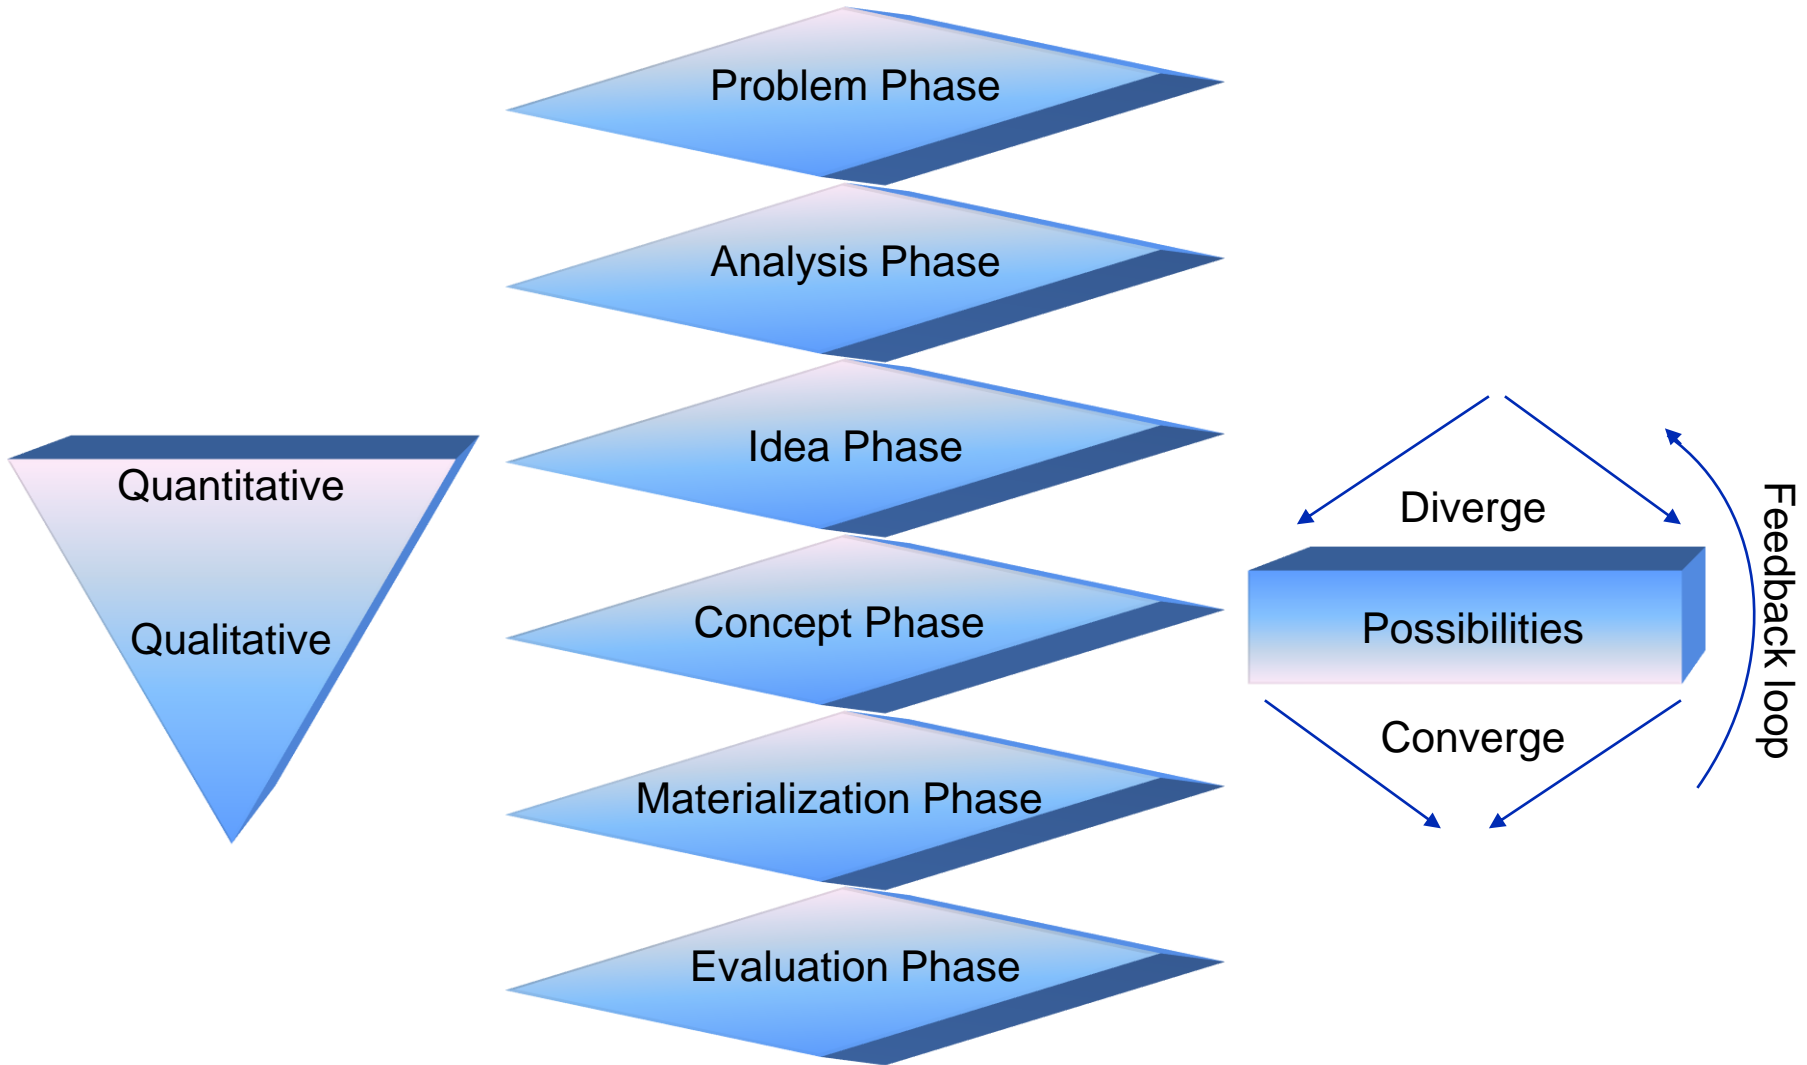 Problem Phase
Analysis Phase
Idea Phase
Concept Phase
Materialization Phase
Evaluation Phase
Quantitative
Qualitative
Diverge
Possibilities
Converge
Feedback loop